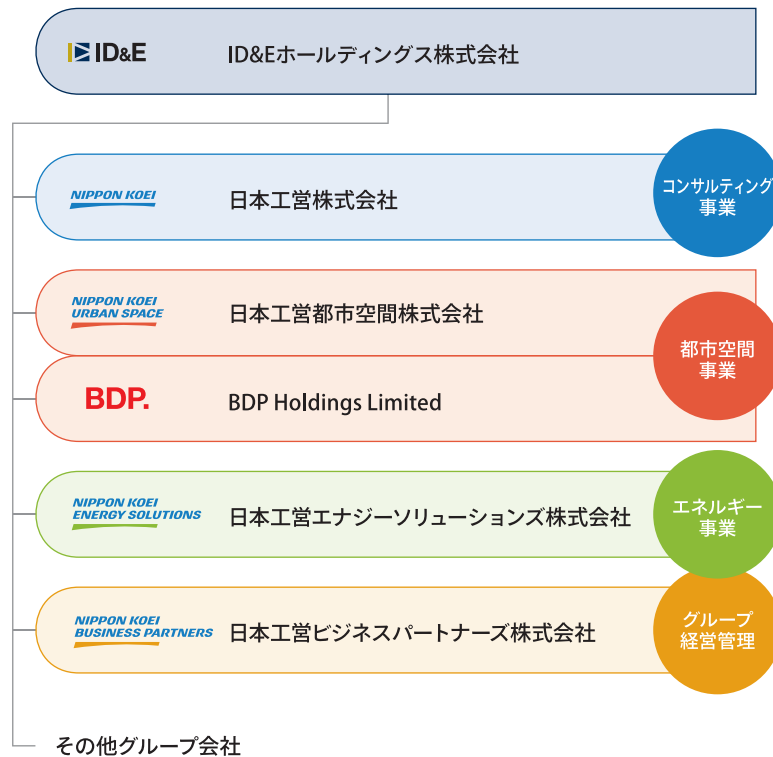 ID&E
ID&Eホールディングス株式会社
NIPPON KOEI
日本工営株式会社
コンサルティング
事業
NIPPON KOEI
URBAN SPACE
日本工営都市空間株式会社
都市空間
事業
BDP.
BDP Holdings Limited
NIPPON KOEI
ENERGY SOLUTIONS
日本工営エナジーソリューションズ株式会社
エネルギー
事業
NIPPON KOEI
BUSINESS PARTNERS
日本工営ビジネスパートナーズ株式会社
グループ
経営管理
その他グループ会社